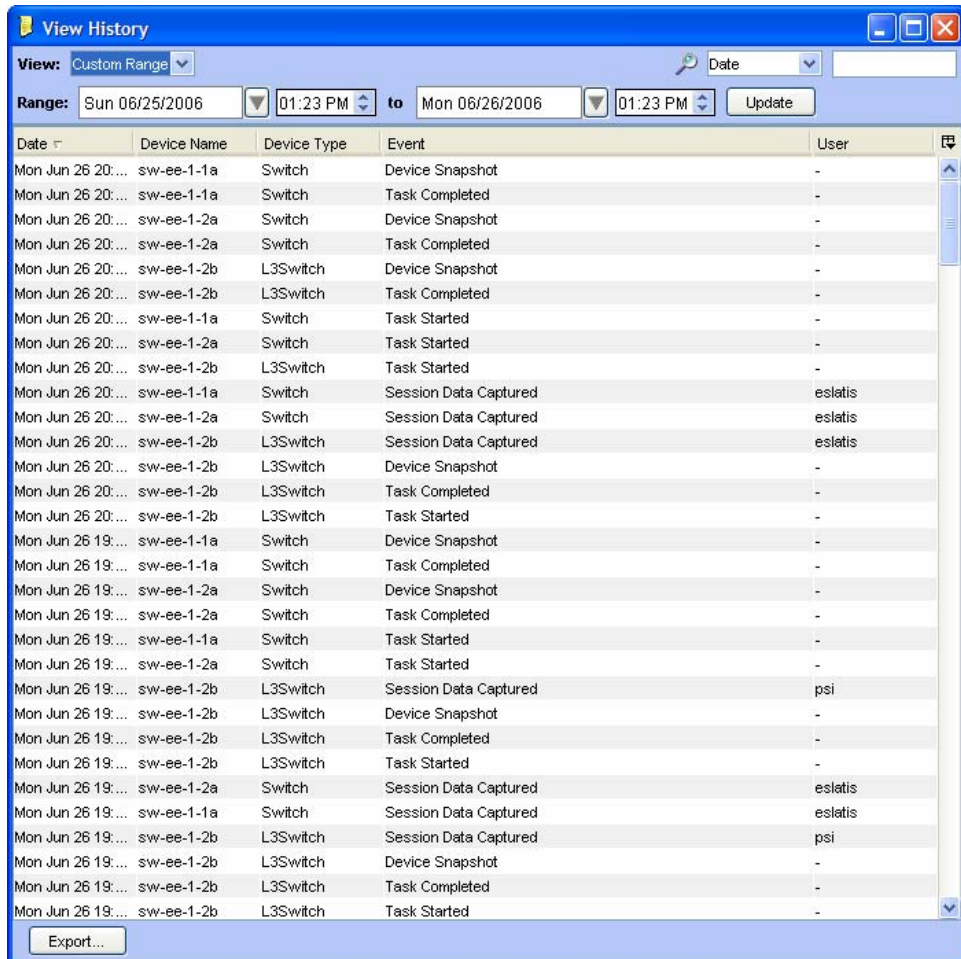 View History
View: Custom Range Date
Range: Sun 06/25/2006 01:23 PM to Mon 06/26/2006 01:23 PM Update
Date Device Name Device Type Event User
Mon Jun 26 20:... sw-ee-1-1a Switch Device Snapshot -
Mon Jun 26 20:... sw-ee-1-1a Switch Task Completed -
Mon Jun 26 20:... sw-ee-1-2a Switch Device Snapshot -
Mon Jun 26 20:... sw-ee-1-2a Switch Task Completed -
Mon Jun 26 20:... sw-ee-1-2b L3Switch Device Snapshot -
Mon Jun 26 20:... sw-ee-1-2b L3Switch Task Completed -
Mon Jun 26 20:... sw-ee-1-1a Switch Task Started -
Mon Jun 26 20:... sw-ee-1-2a Switch Task Started -
Mon Jun 26 20:... sw-ee-1-2b L3Switch Task Started -
Mon Jun 26 20:... sw-ee-1-1a Switch Session Data Captured eslatis
Mon Jun 26 20:... sw-ee-1-2a Switch Session Data Captured eslatis
Mon Jun 26 20:... sw-ee-1-2b L3Switch Session Data Captured eslatis
Mon Jun 26 20:... sw-ee-1-2b L3Switch Device Snapshot -
Mon Jun 26 20:... sw-ee-1-2b L3Switch Task Completed -
Mon Jun 26 20:... sw-ee-1-2b L3Switch Task Started -
Mon Jun 26 19:... sw-ee-1-1a Switch Device Snapshot -
Mon Jun 26 19:... sw-ee-1-1a Switch Task Completed -
Mon Jun 26 19:... sw-ee-1-2a Switch Device Snapshot -
Mon Jun 26 19:... sw-ee-1-2a Switch Task Completed -
Mon Jun 26 19:... sw-ee-1-1a Switch Task Started -
Mon Jun 26 19:... sw-ee-1-2a Switch Task Started -
Mon Jun 26 19:... sw-ee-1-2b L3Switch Session Data Captured psi
Mon Jun 26 19:... sw-ee-1-2b L3Switch Device Snapshot -
Mon Jun 26 19:... sw-ee-1-2b L3Switch Task Completed -
Mon Jun 26 19:... sw-ee-1-2b L3Switch Task Started -
Mon Jun 26 19:... sw-ee-1-2a Switch Session Data Captured eslatis
Mon Jun 26 19:... sw-ee-1-1a Switch Session Data Captured eslatis
Mon Jun 26 19:... sw-ee-1-2b L3Switch Session Data Captured psi
Mon Jun 26 19:... sw-ee-1-2b L3Switch Device Snapshot -
Mon Jun 26 19:... sw-ee-1-2b L3Switch Task Completed -
Mon Jun 26 19:... sw-ee-1-2b L3Switch Task Started -
Export...